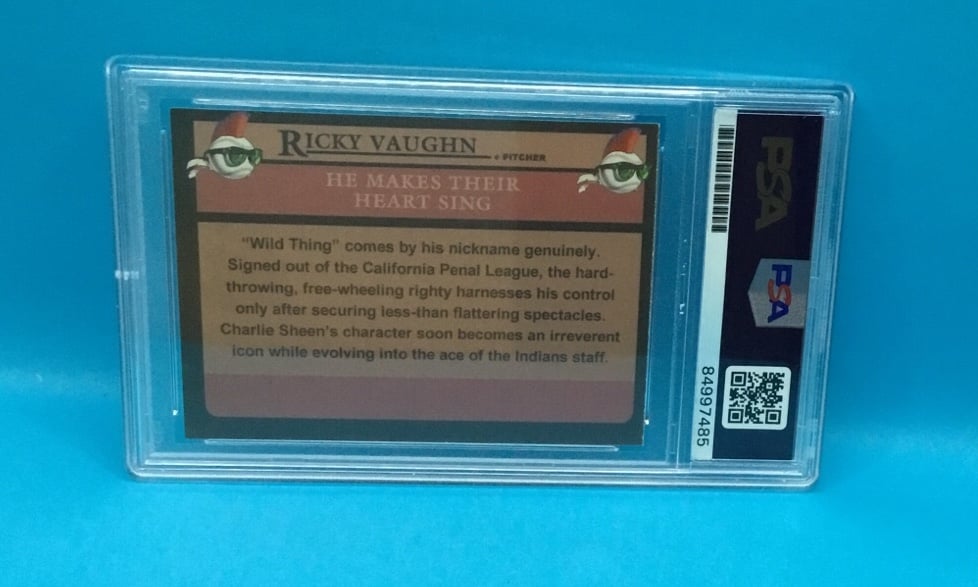 RICKY VAUGHN
• PITCHER
HE MAKES THEIR
HEART SING
"Wild Thing" comes by his nickname genuinely.
Signed out of the California Penal League, the hard-
throwing, free-wheeling righty harnesses his control
only after securing less-than flattering spectacles.
Charlie Sheen's character soon becomes an irreverent
icon while evolving into the ace of the Indians staff.
PSA
PSA
84997485